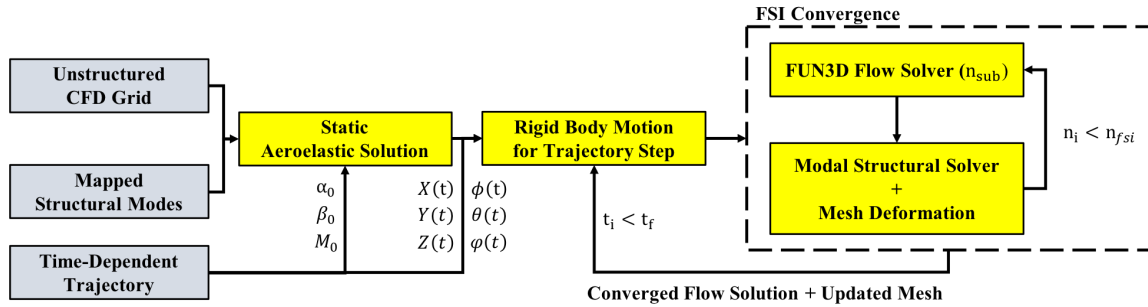 FSI Convergence
Unstructured
CFD Grid
Mapped
Structural Modes
Time-Dependent
Trajectory
Static
Aeroelastic Solution
α₀
β₀
M₀
X(t) ϕ(t)
Y(t) θ(t)
Z(t) φ(t)
Rigid Body Motion
for Trajectory Step
tᵢ < t_f
FUN3D Flow Solver (n_sub)
Modal Structural Solver
+
Mesh Deformation
nᵢ < n_fsi
Converged Flow Solution + Updated Mesh